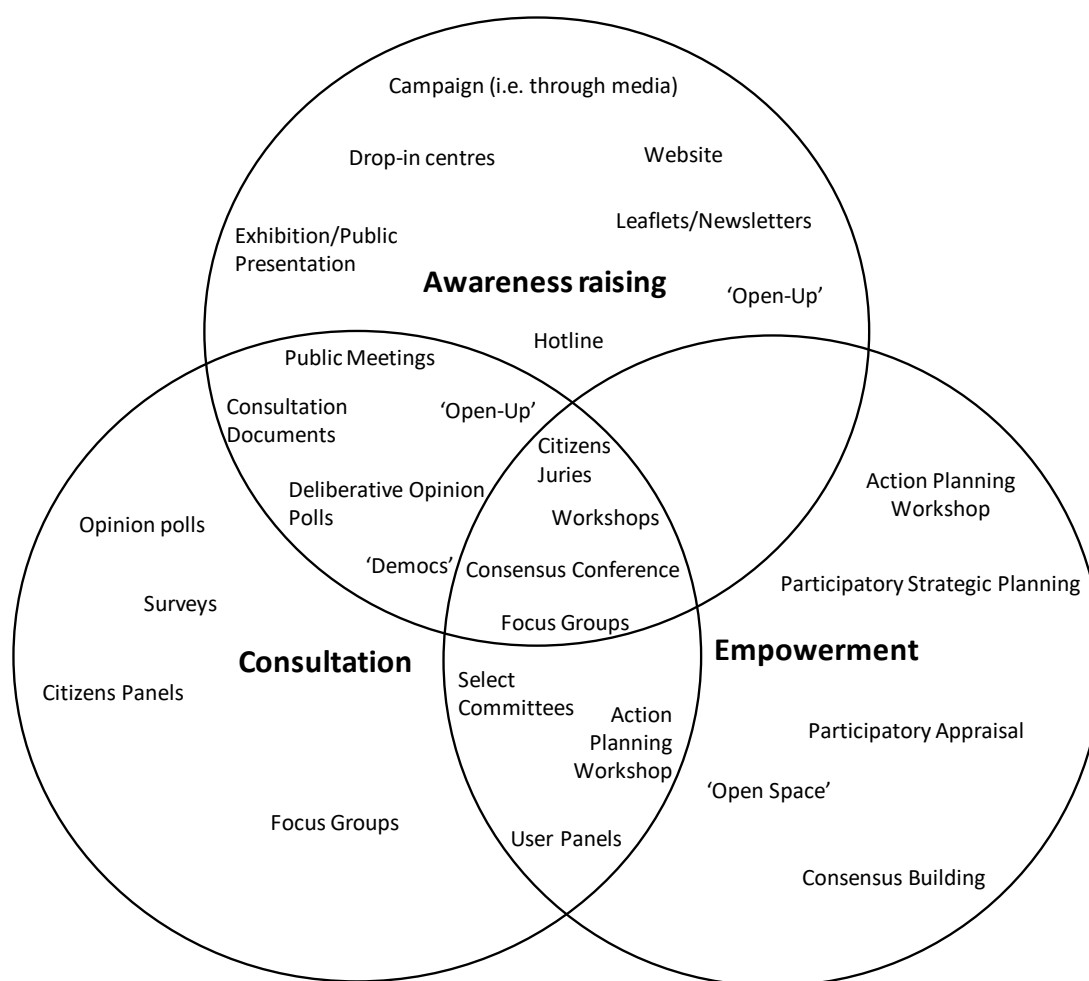 Campaign (i.e. through media)
Drop-in centres
Website
Leaflets/Newsletters
Exhibition/Public
Presentation
Awareness raising
‘Open-Up’
Hotline
Public Meetings
Consultation
Documents
‘Open-Up’
Citizens
Juries
Deliberative Opinion
Polls
Workshops
‘Democs’
Consensus Conference
Focus Groups
Action Planning
Workshop
Participatory Strategic Planning
Opinion polls
Surveys
Consultation
Empowerment
Citizens Panels
Select
Committees
Action
Planning
Workshop
Participatory Appraisal
‘Open Space’
Focus Groups
User Panels
Consensus Building